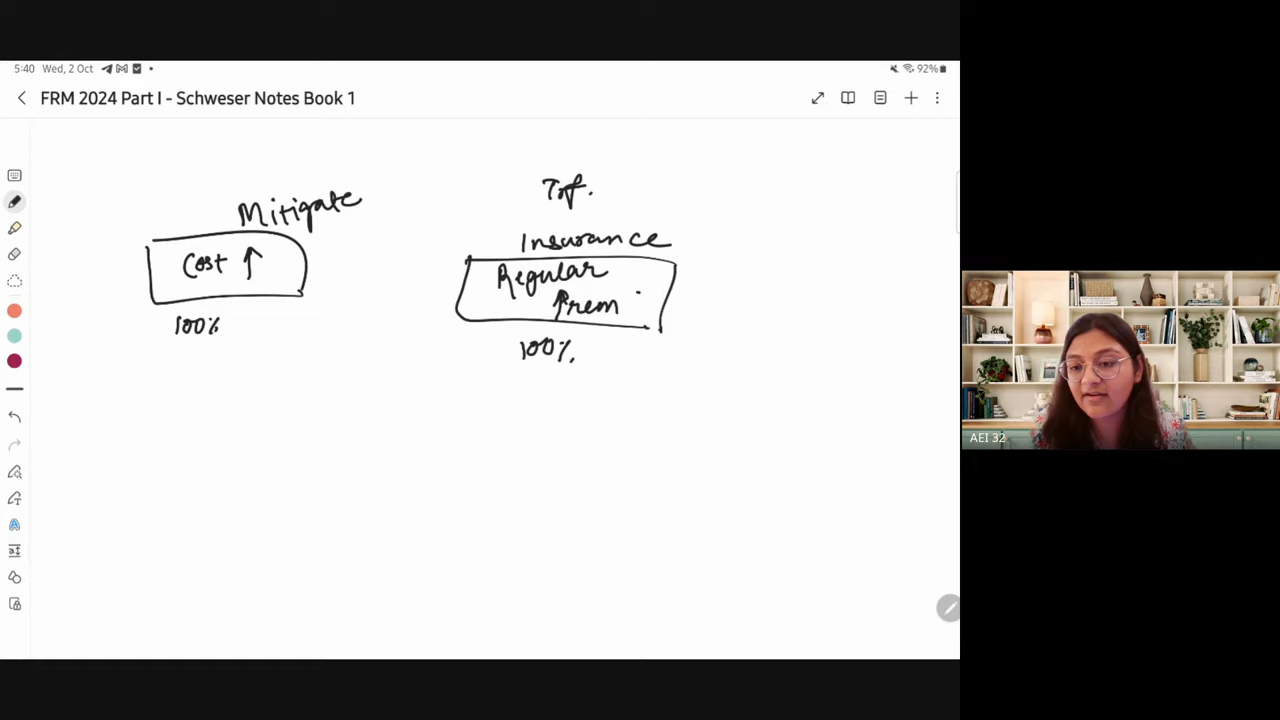 5:40 Wed, 2 Oct
92%
FRM 2024 Part I - Schweser Notes Book 1
Mitigate
Cost ↑
100%
Trf.
Insurance
Regular
Prem
100%.
AEI 32